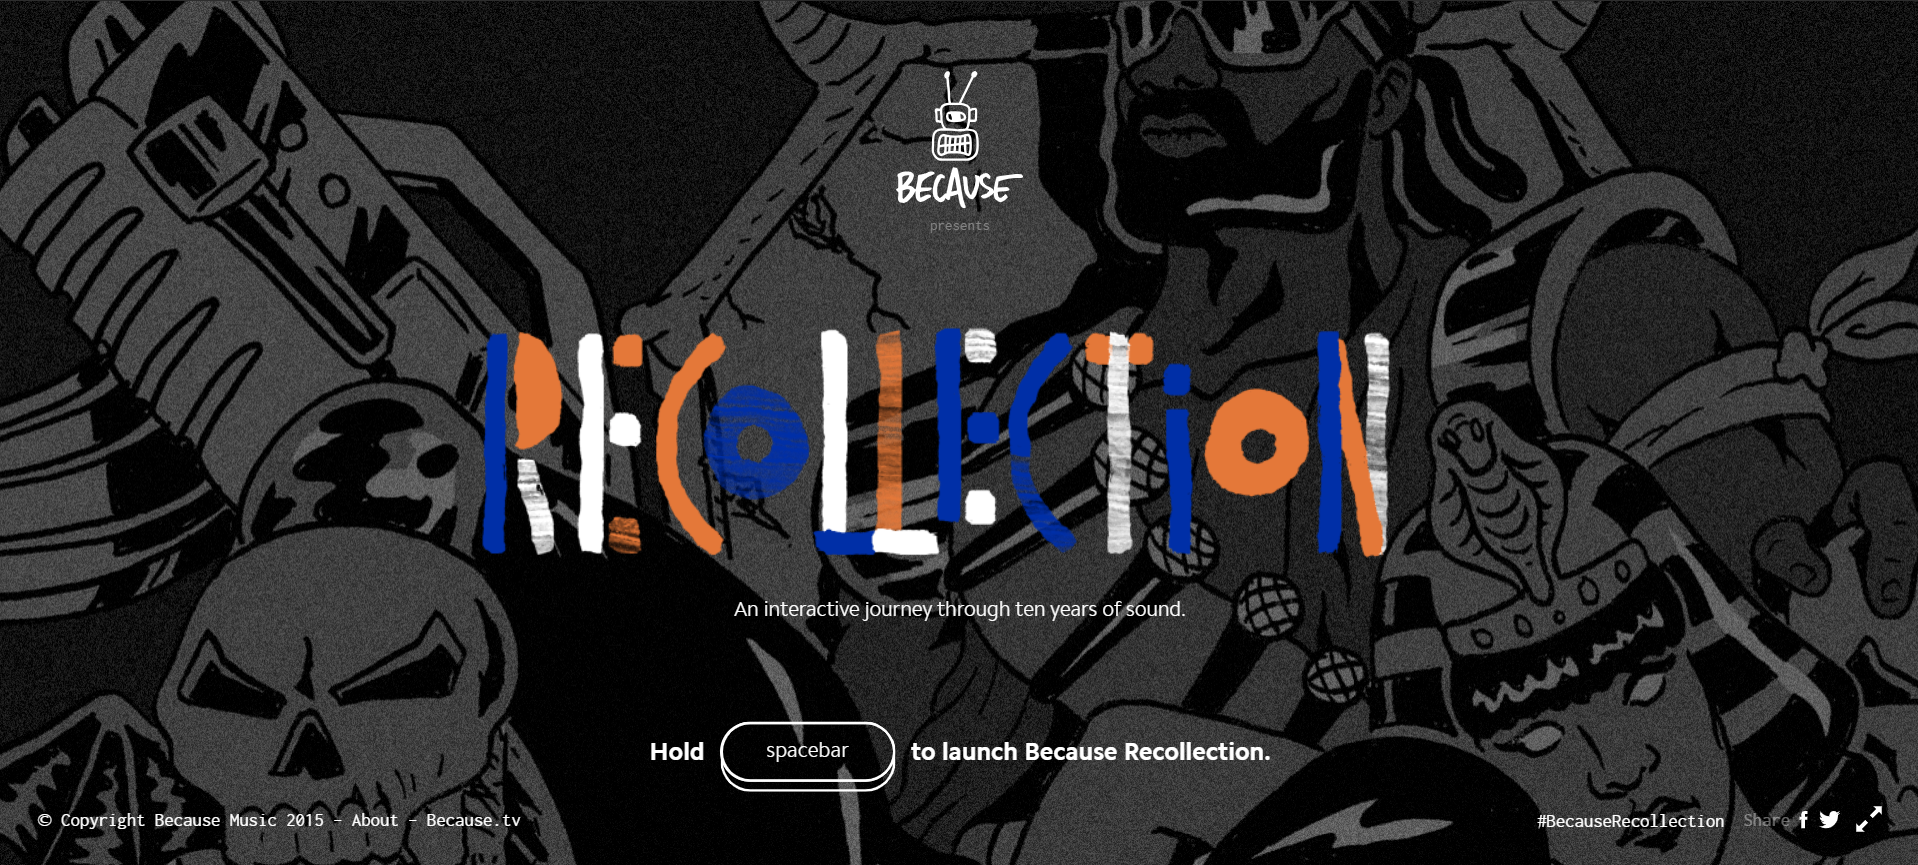 BECAUSE
presents
RECOLLECTION
An interactive journey through ten years of sound.
Hold spacebar to launch Because Recollection.
© Copyright Because Music 2015 - About - Because.tv
#BecauseRecollection Share